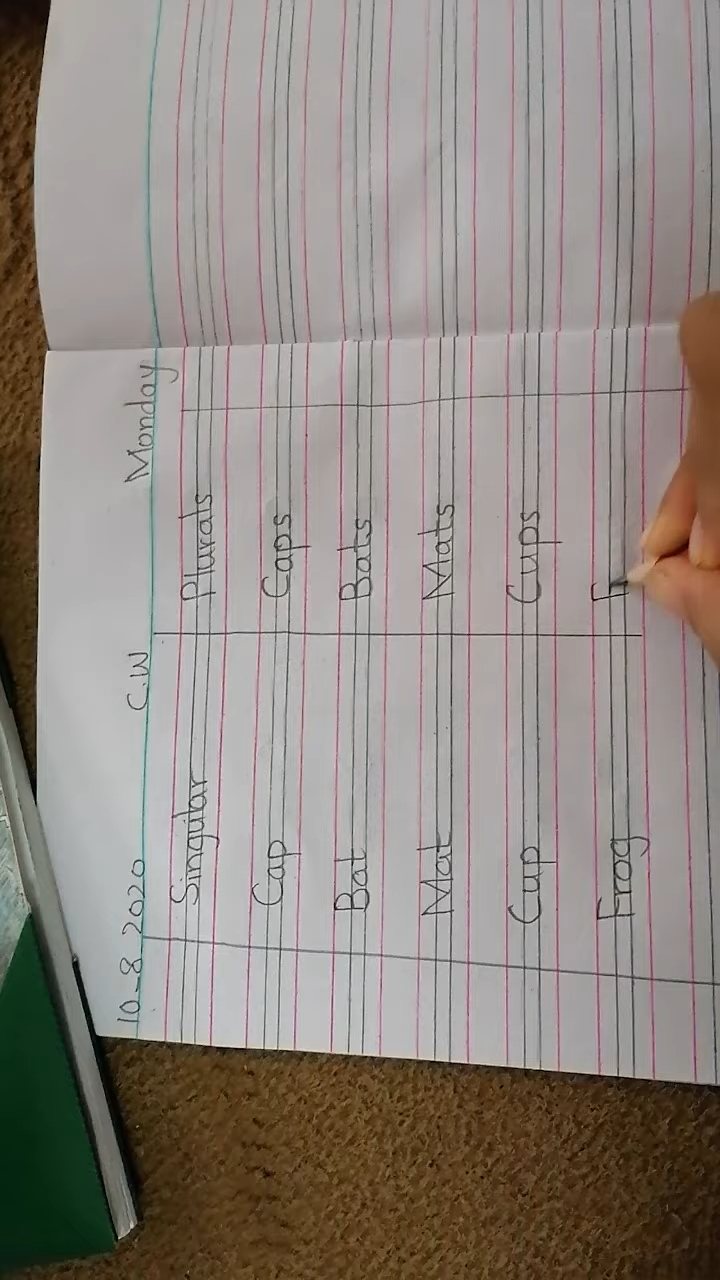 10-8-2020 C.W Monday
Singular Plurals
Cap Caps
Bat Bats
Mat Mats
Cup Cups
Frog F